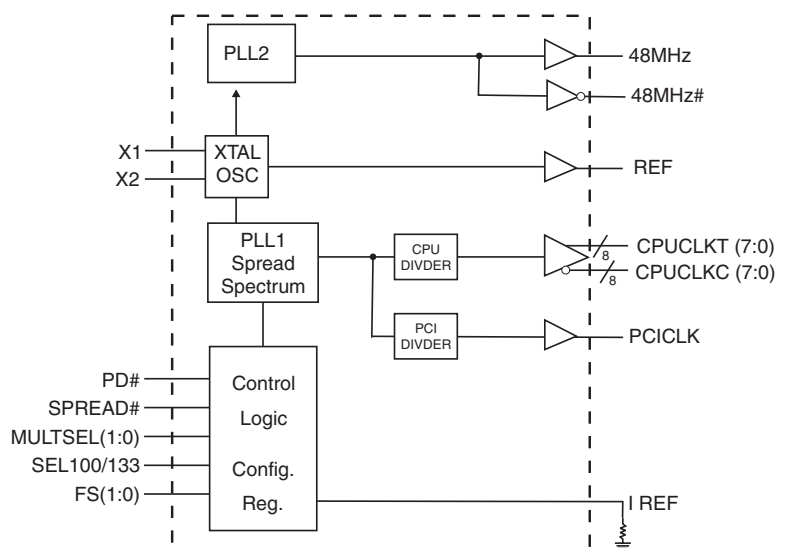 PLL2
48MHz
48MHz#
X1
X2
XTAL
OSC
REF
PLL1
Spread
Spectrum
CPU
DIVDER
8
CPUCLKT (7:0)
8
CPUCLKC (7:0)
PCI
DIVDER
PCICLK
PD#
SPREAD#
MULTSEL(1:0)
SEL100/133
FS(1:0)
Control
Logic
Config.
Reg.
I REF